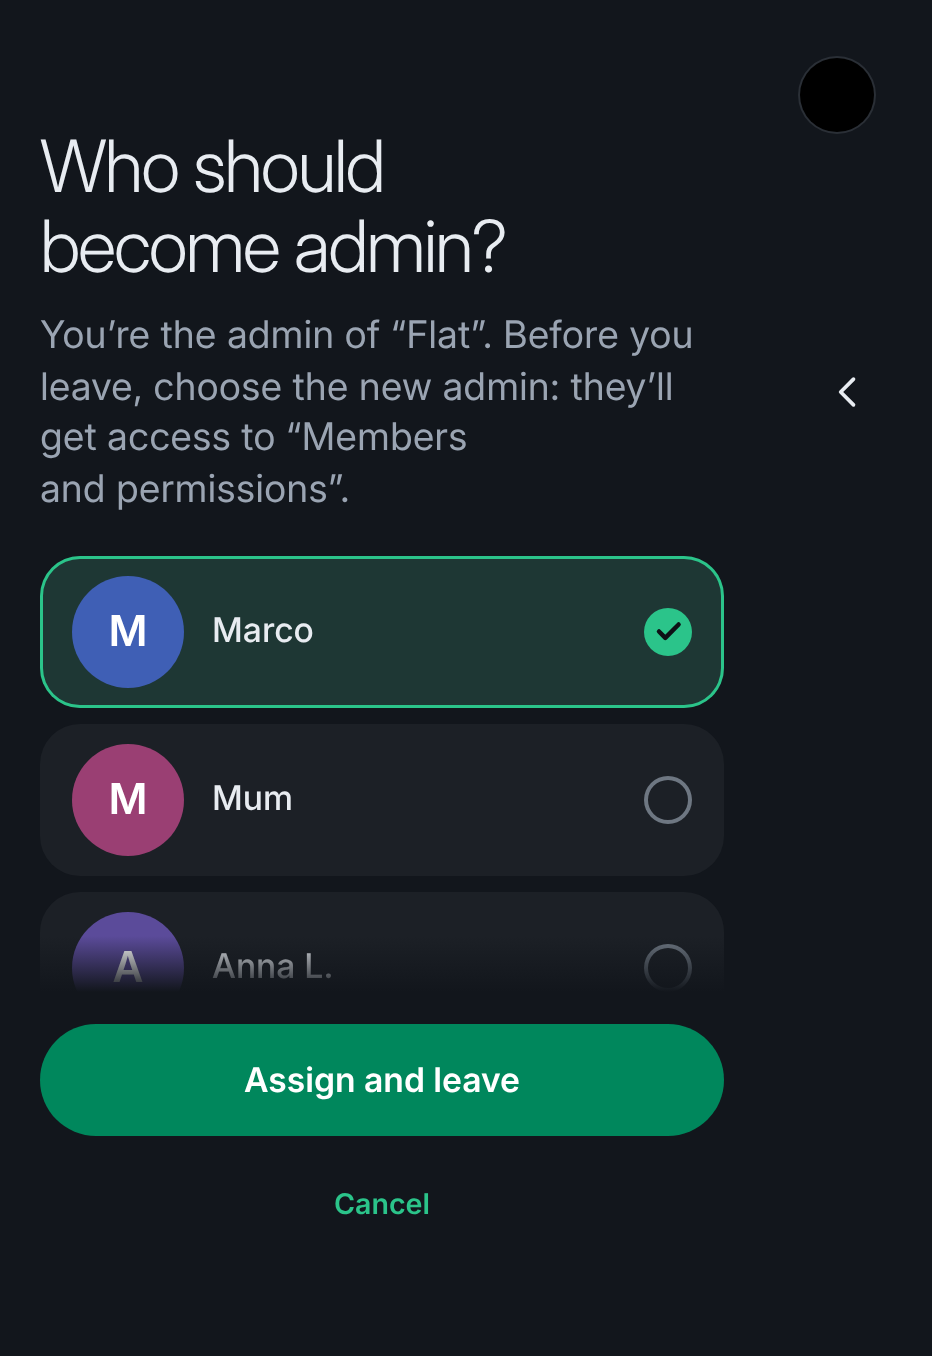 Who should
become admin?
You’re the admin of “Flat”. Before you
leave, choose the new admin: they’ll
get access to “Members
and permissions”.
M Marco
M Mum
A Anna L.
Assign and leave
Cancel